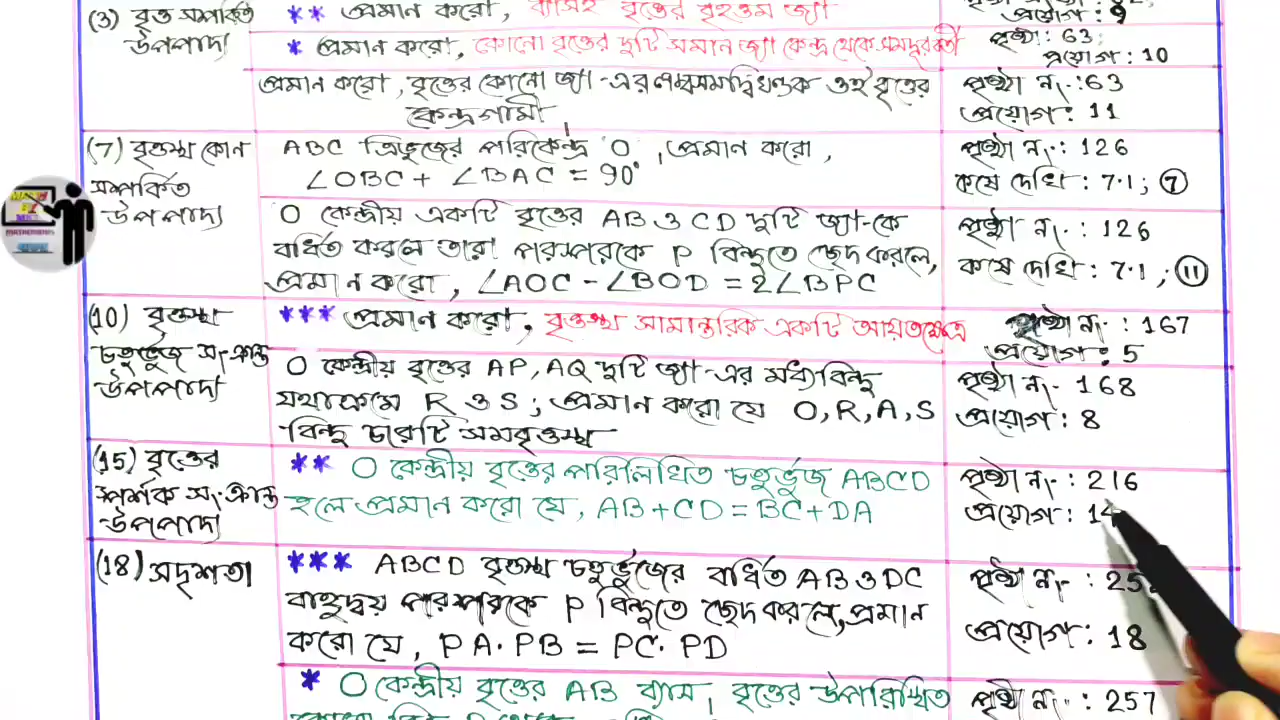 (3) বৃত্ত সম্পর্কিত উপপাদ্য
** প্রমান করো, ব্যাসই বৃত্তের বৃহত্তম জ্যা
প্রয়োগ : 9
* প্রমান করো, কোনো বৃত্তের দুটি সমান জ্যা কেন্দ্র থেকে সমদূরবর্তী
পৃষ্ঠা : 63
প্রয়োগ : 10
প্রমান করো, বৃত্তের কোনো জ্যা-এর লম্বসমদ্বিখণ্ডক ওই বৃত্তের
কেন্দ্রগামী
পৃষ্ঠা নং : 63
প্রয়োগ : 11
(7) বৃত্তস্থ কোন
সম্পর্কিত
উপপাদ্য
ABC ত্রিভুজের পরিকেন্দ্র 'O', প্রমান করো,
∠OBC + ∠BAC = 90°
পৃষ্ঠা নং : 126
কষে দেখি : 7.1 ; (7)
O কেন্দ্রীয় একটি বৃত্তের AB ও CD দুটি জ্যা-কে
বর্ধিত করলে তারা পরস্পরকে P বিন্দুতে ছেদ করলে,
প্রমান করো, ∠AOC - ∠BOD = 2∠BPC
পৃষ্ঠা নং : 126
কষে দেখি : 7.1 ; (11)
(10) বৃত্তস্থ
চতুর্ভুজ সংক্রান্ত
উপপাদ্য
*** প্রমান করো, বৃত্তস্থ সামান্তরিক একটি আয়তক্ষেত্র
পৃষ্ঠা নং : 167
প্রয়োগ : 5
O কেন্দ্রীয় বৃত্তের AP, AQ দুটি জ্যা-এর মধ্যবিন্দু
যথাক্রমে R ও S ; প্রমান করো যে O, R, A, S
বিন্দু চারটি সমবৃত্তস্থ
পৃষ্ঠা নং 168
প্রয়োগ : 8
(15) বৃত্তের
স্পর্শক সংক্রান্ত
উপপাদ্য
** O কেন্দ্রীয় বৃত্তের পরিলিখিত চতুর্ভুজ ABCD
হলে প্রমান করো যে, AB + CD = BC + DA
পৃষ্ঠা নং : 216
প্রয়োগ : 14
(18) সদৃশতা
*** ABCD বৃত্তস্থ চতুর্ভুজের বর্ধিত AB ও DC
বাহুদ্বয় পরস্পরকে P বিন্দুতে ছেদ করলে, প্রমান
করো যে, PA.PB = PC.PD
পৃষ্ঠা নং : 25
প্রয়োগ : 18
* O কেন্দ্রীয় বৃত্তের AB ব্যাস ; বৃত্তের উপরিস্থিত
পৃষ্ঠা নং : 257